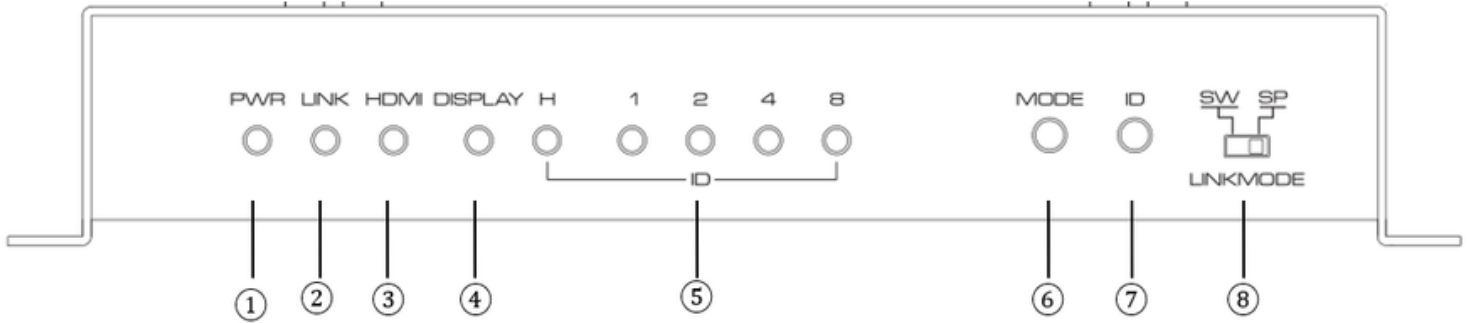 PWR LINK HDMI DISPLAY H 1 2 4 8 MODE ID SW SP
ID LINKMODE
① ② ③ ④ ⑤ ⑥ ⑦ ⑧